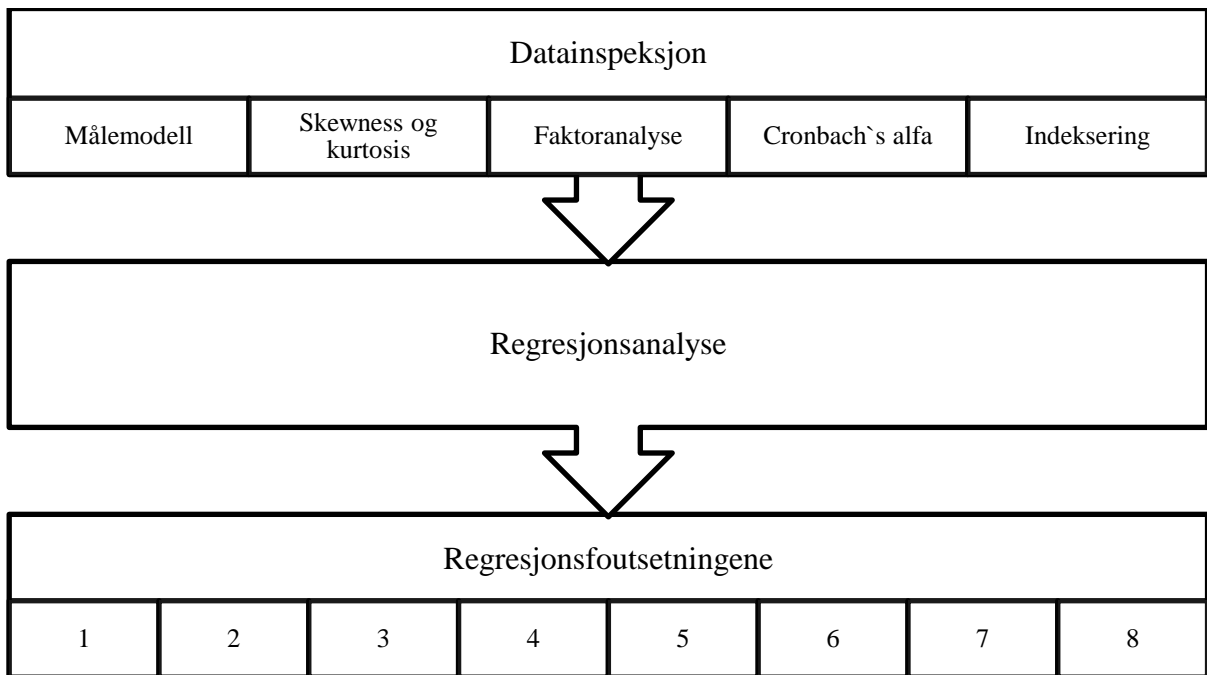 Datainspeksjon
Målemodell
Skewness og
kurtosis
Faktoranalyse
Cronbach`s alfa
Indeksering
Regresjonsanalyse
Regresjonsfoutsetningene
1
2
3
4
5
6
7
8